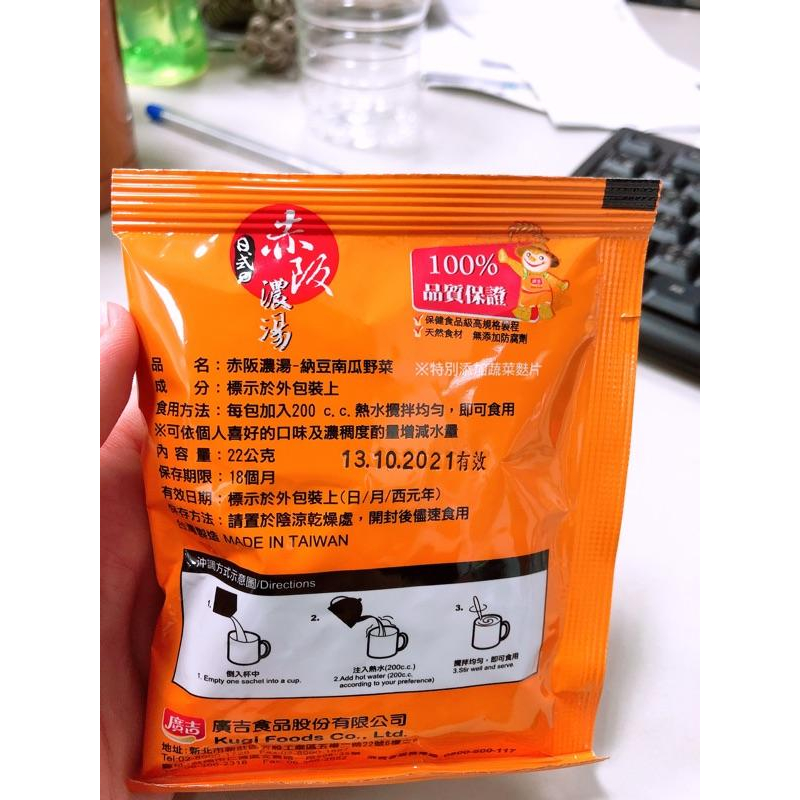 日式
赤阪
濃湯
100%
品質保證
保健食品級高規格製程
天然食材 無添加防腐劑
品 名：赤阪濃湯-納豆南瓜野菜 ※特別添加蔬菜麩片
成 分：標示於外包裝上
食用方法：每包加入200 c.c.熱水攪拌均勻，即可食用
※可依個人喜好的口味及濃稠度酌量增減水量
內 容 量：22公克
13.10.2021有效
保存期限：18個月
有效日期：標示於外包裝上(日/月/西元年)
保存方法：請置於陰涼乾燥處，開封後儘速食用
台灣製造 MADE IN TAIWAN
沖調方式示意圖/Directions
1.
2.
3.
倒入杯中
1. Empty one sachet into a cup.
注入熱水(200c.c.)
2.Add hot water (200c.c.
according to your preference)
攪拌均勻，即可食用
3.Stir well and serve.
廣吉
廣吉食品股份有限公司
Kugi Foods Co., Ltd.
地址:新北市
0800-600-117